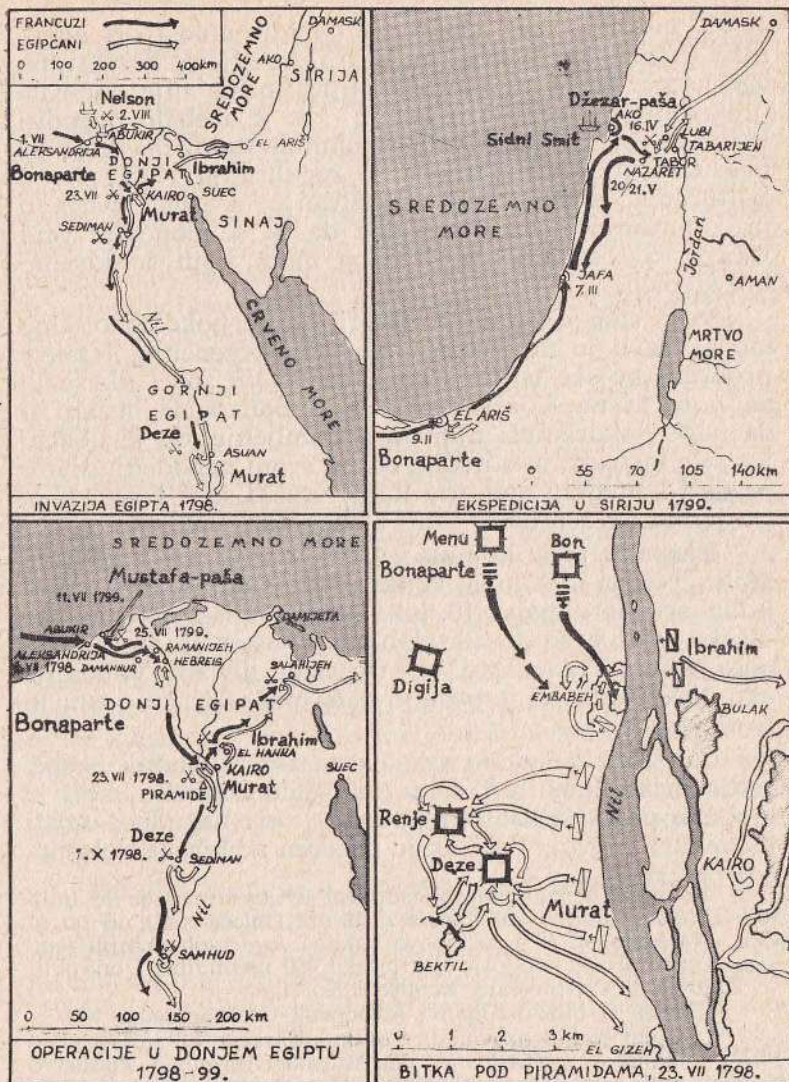 FRANCUZI
EGIPĆANI
0 100 200 300 400km
DAMASK
AKO
SIRIJA
SREDOZEMNO
MORE
Nelson
2.VIII
ABUKIR
1.VII
ALEKSANDRIJA
EL ARIŠ
DONJI
EGIPAT
Ibrahim
Bonaparte
23.VII
KAIRO
SUEC
Murat
SEDIMAN
SINAJ
Nil
CRVENO MORE
GORNJI
EGIPAT
Deze
ASUAN
Murat
INVAZIJA EGIPTA 1798.
DAMASK
Džezar-paša
AKO
16.IV
Sidni Smit
LUBI
TABARIJEN
TABOR
NAZARET
20/21.V
SREDOZEMNO
MORE
Jordan
JAFA
7.III
AMAN
MRTVO
MORE
EL ARIŠ
9.II
Bonaparte
0 35 70 105 140 km
EKSPEDICIJA U SIRIJU 1799.
SREDOZEMNO MORE
Mustafa-paša
11.VII 1799.
ABUKIR
25.VII 1799.
DAMIJETA
ALEKSANDRIJA
RAMANIJEH
VII 1798.
DAMANHUR
HEBREIS
SALAHIJEH
DONJI EGIPAT
Bonaparte
Ibrahim
EL HANKA
23.VII 1798.
KAIRO
SUEC
PIRAMIDE
Murat
Deze
7.X 1798.
SEDIMAN
Nil
SAMHUD
0 50 100 150 200 km
OPERACIJE U DONJEM EGIPTU
1798-99.
Menu
Bon
Bonaparte
Ibrahim
Digija
EMBABEH
BULAK
Nil
Renje
Deze
KAIRO
Murat
BEKTIL
0 1 2 3 km
EL GIZEH
BITKA POD PIRAMIDAMA, 23.VII 1798.